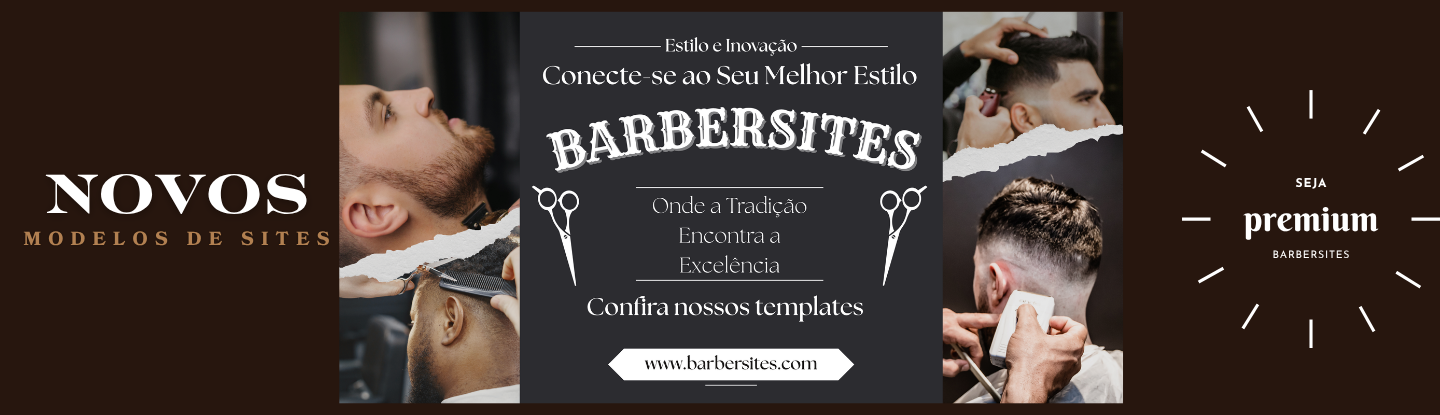 NOVOS
MODELOS DE SITES
Estilo e Inovação
Conecte-se ao Seu Melhor Estilo
BARBERSITES
Onde a Tradição
Encontra a
Excelência
Confira nossos templates
www.barbersites.com
SEJA
premium
BARBERSITES